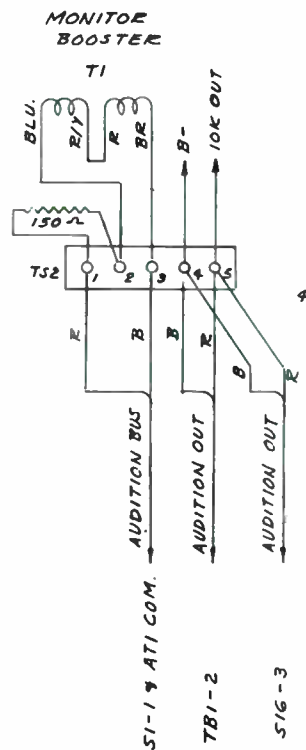 MONITOR
BOOSTER
T1
BLU.
R/Y
R
BR
B-
10K OUT
150 Ω
TS2
1
2
3
4
5
4
R
B
B
R
B
R
AUDITION BUS
AUDITION OUT
AUDITION OUT
S1-1 & AT1 COM.
TB1-2
S16-3